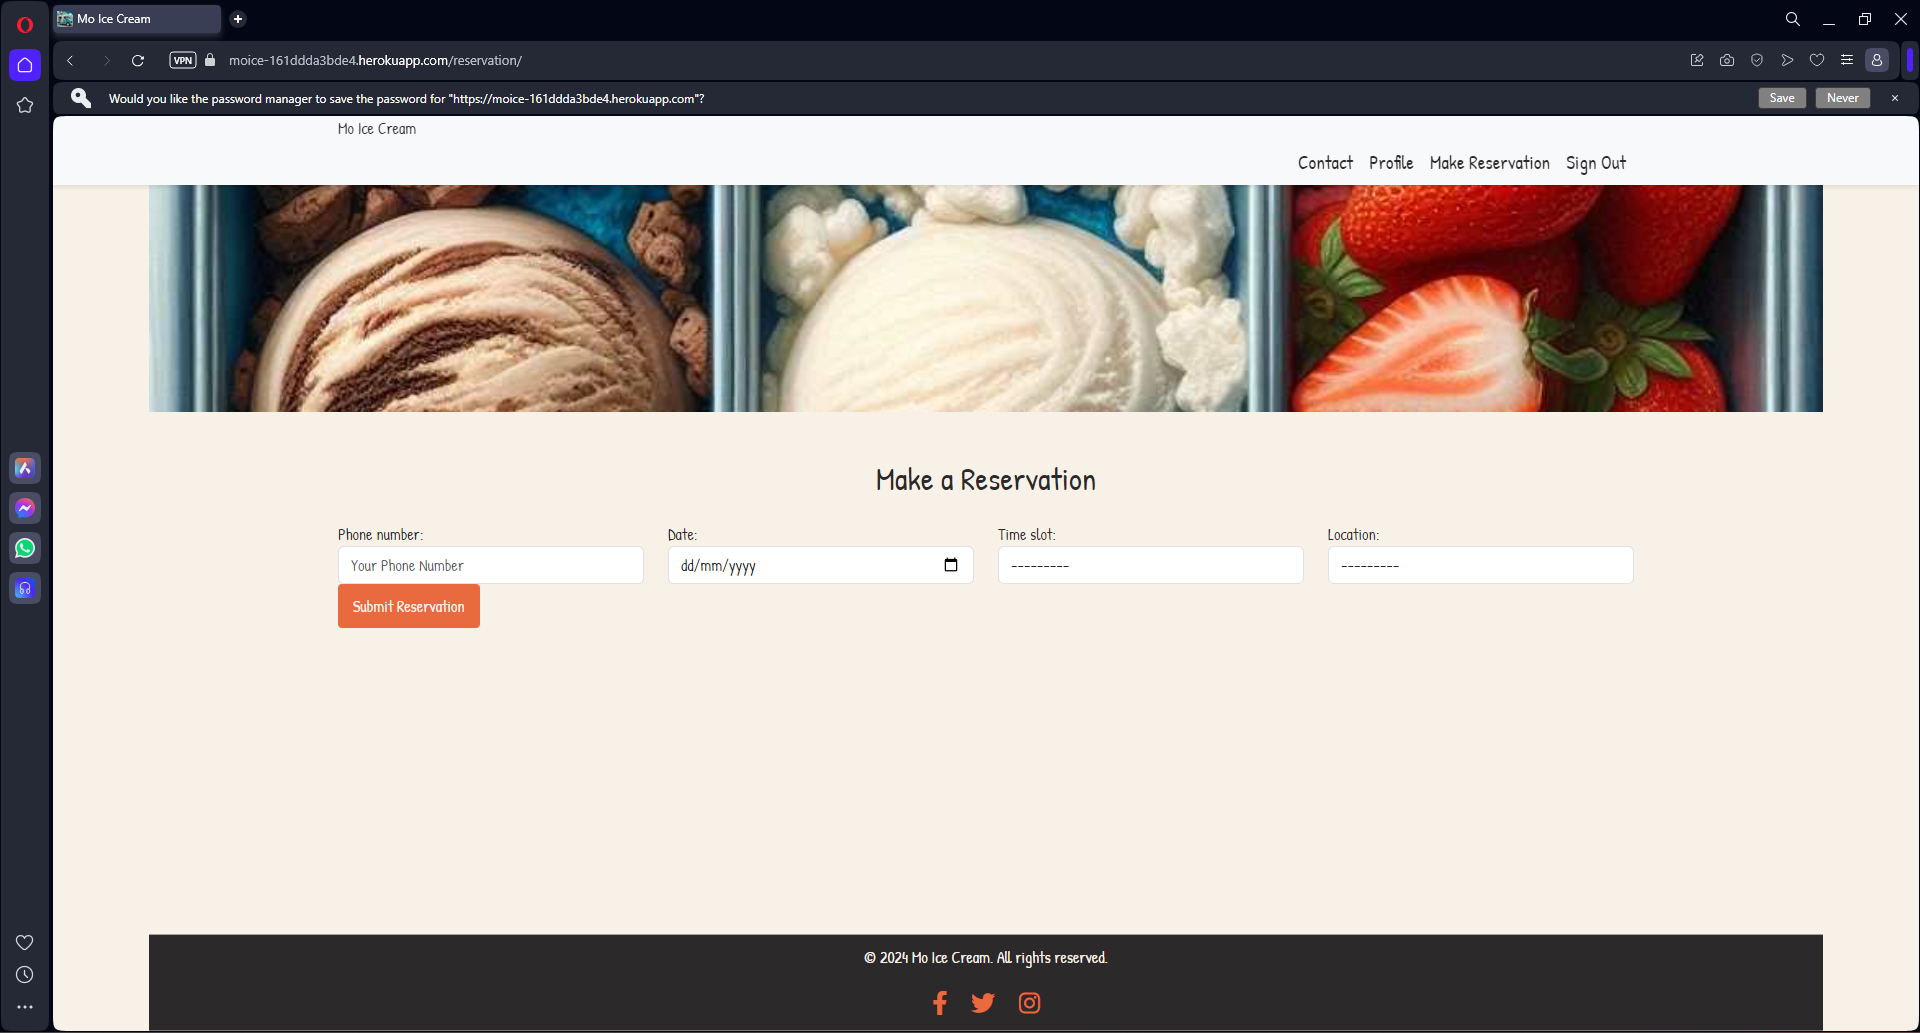 Mo Ice Cream
VPN
moice-161ddda3bde4.herokuapp.com/reservation/
Would you like the password manager to save the password for "https://moice-161ddda3bde4.herokuapp.com"?
Save
Never
Mo Ice Cream
Contact Profile Make Reservation Sign Out
Make a Reservation
Phone number: Date: Time slot: Location:
Your Phone Number dd/mm/yyyy --------- ---------
Submit Reservation
© 2024 Mo Ice Cream. All rights reserved.